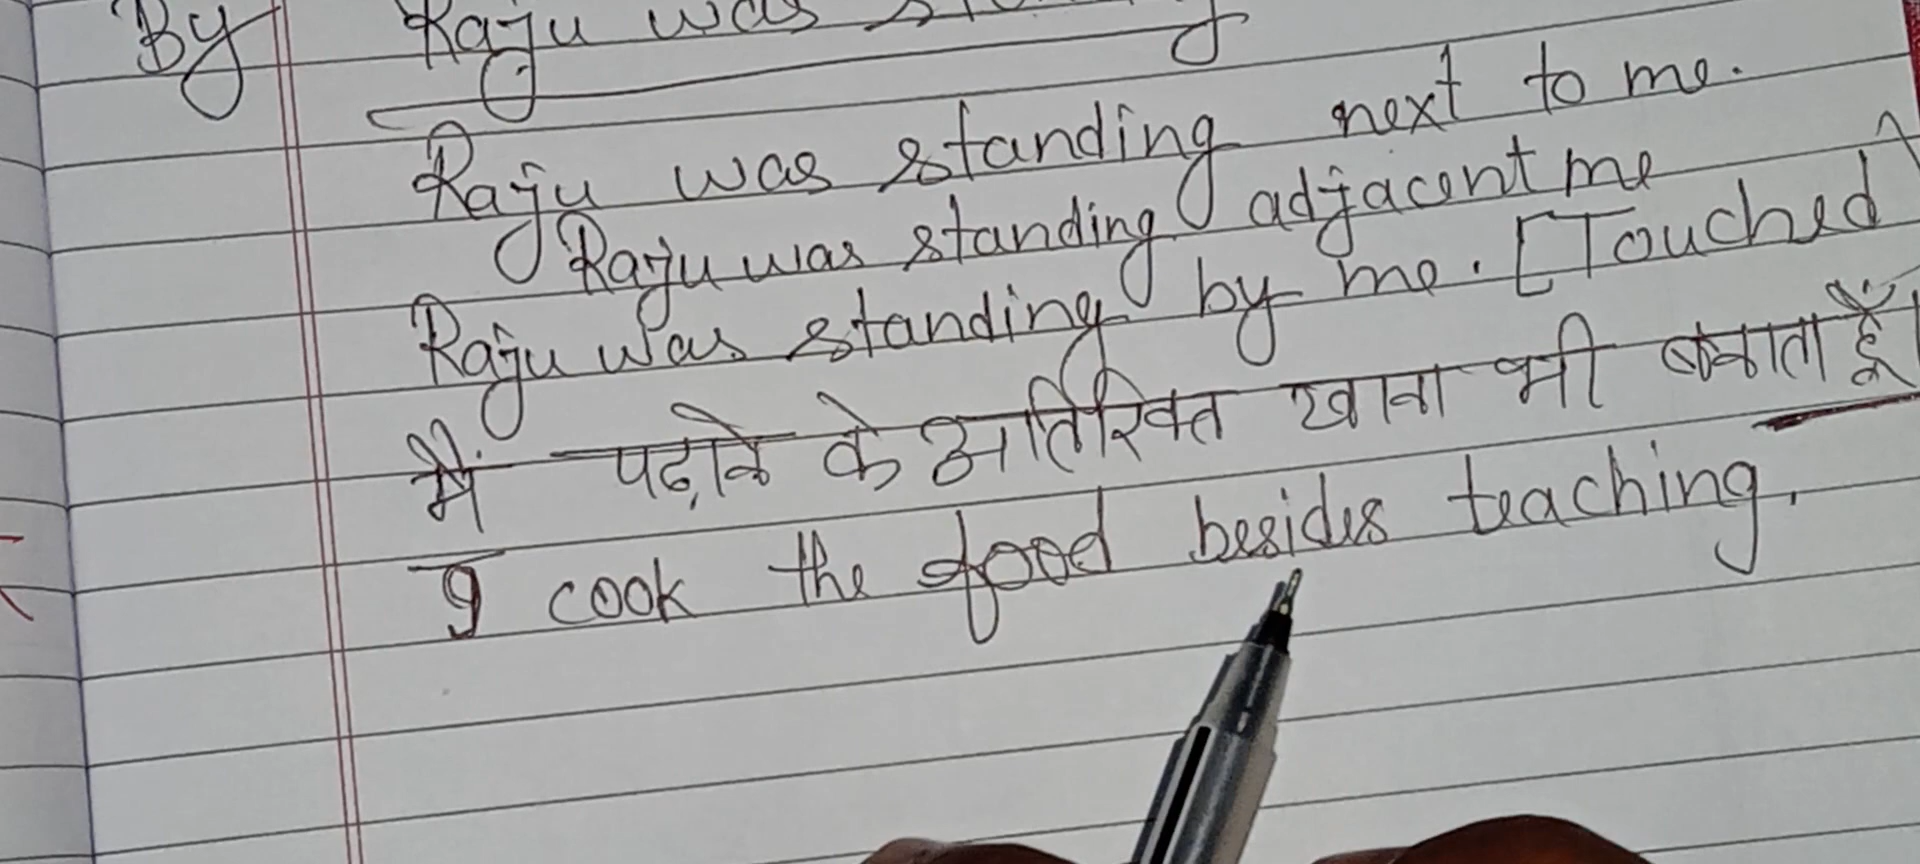 By Raju was standing
Raju was standing next to me.
Raju was standing adjacent me
Raju was standing by me. [Touched]
मैं पढ़ाने के अतिरिक्त खाना भी बनाता हूँ।
I cook the food besides teaching.